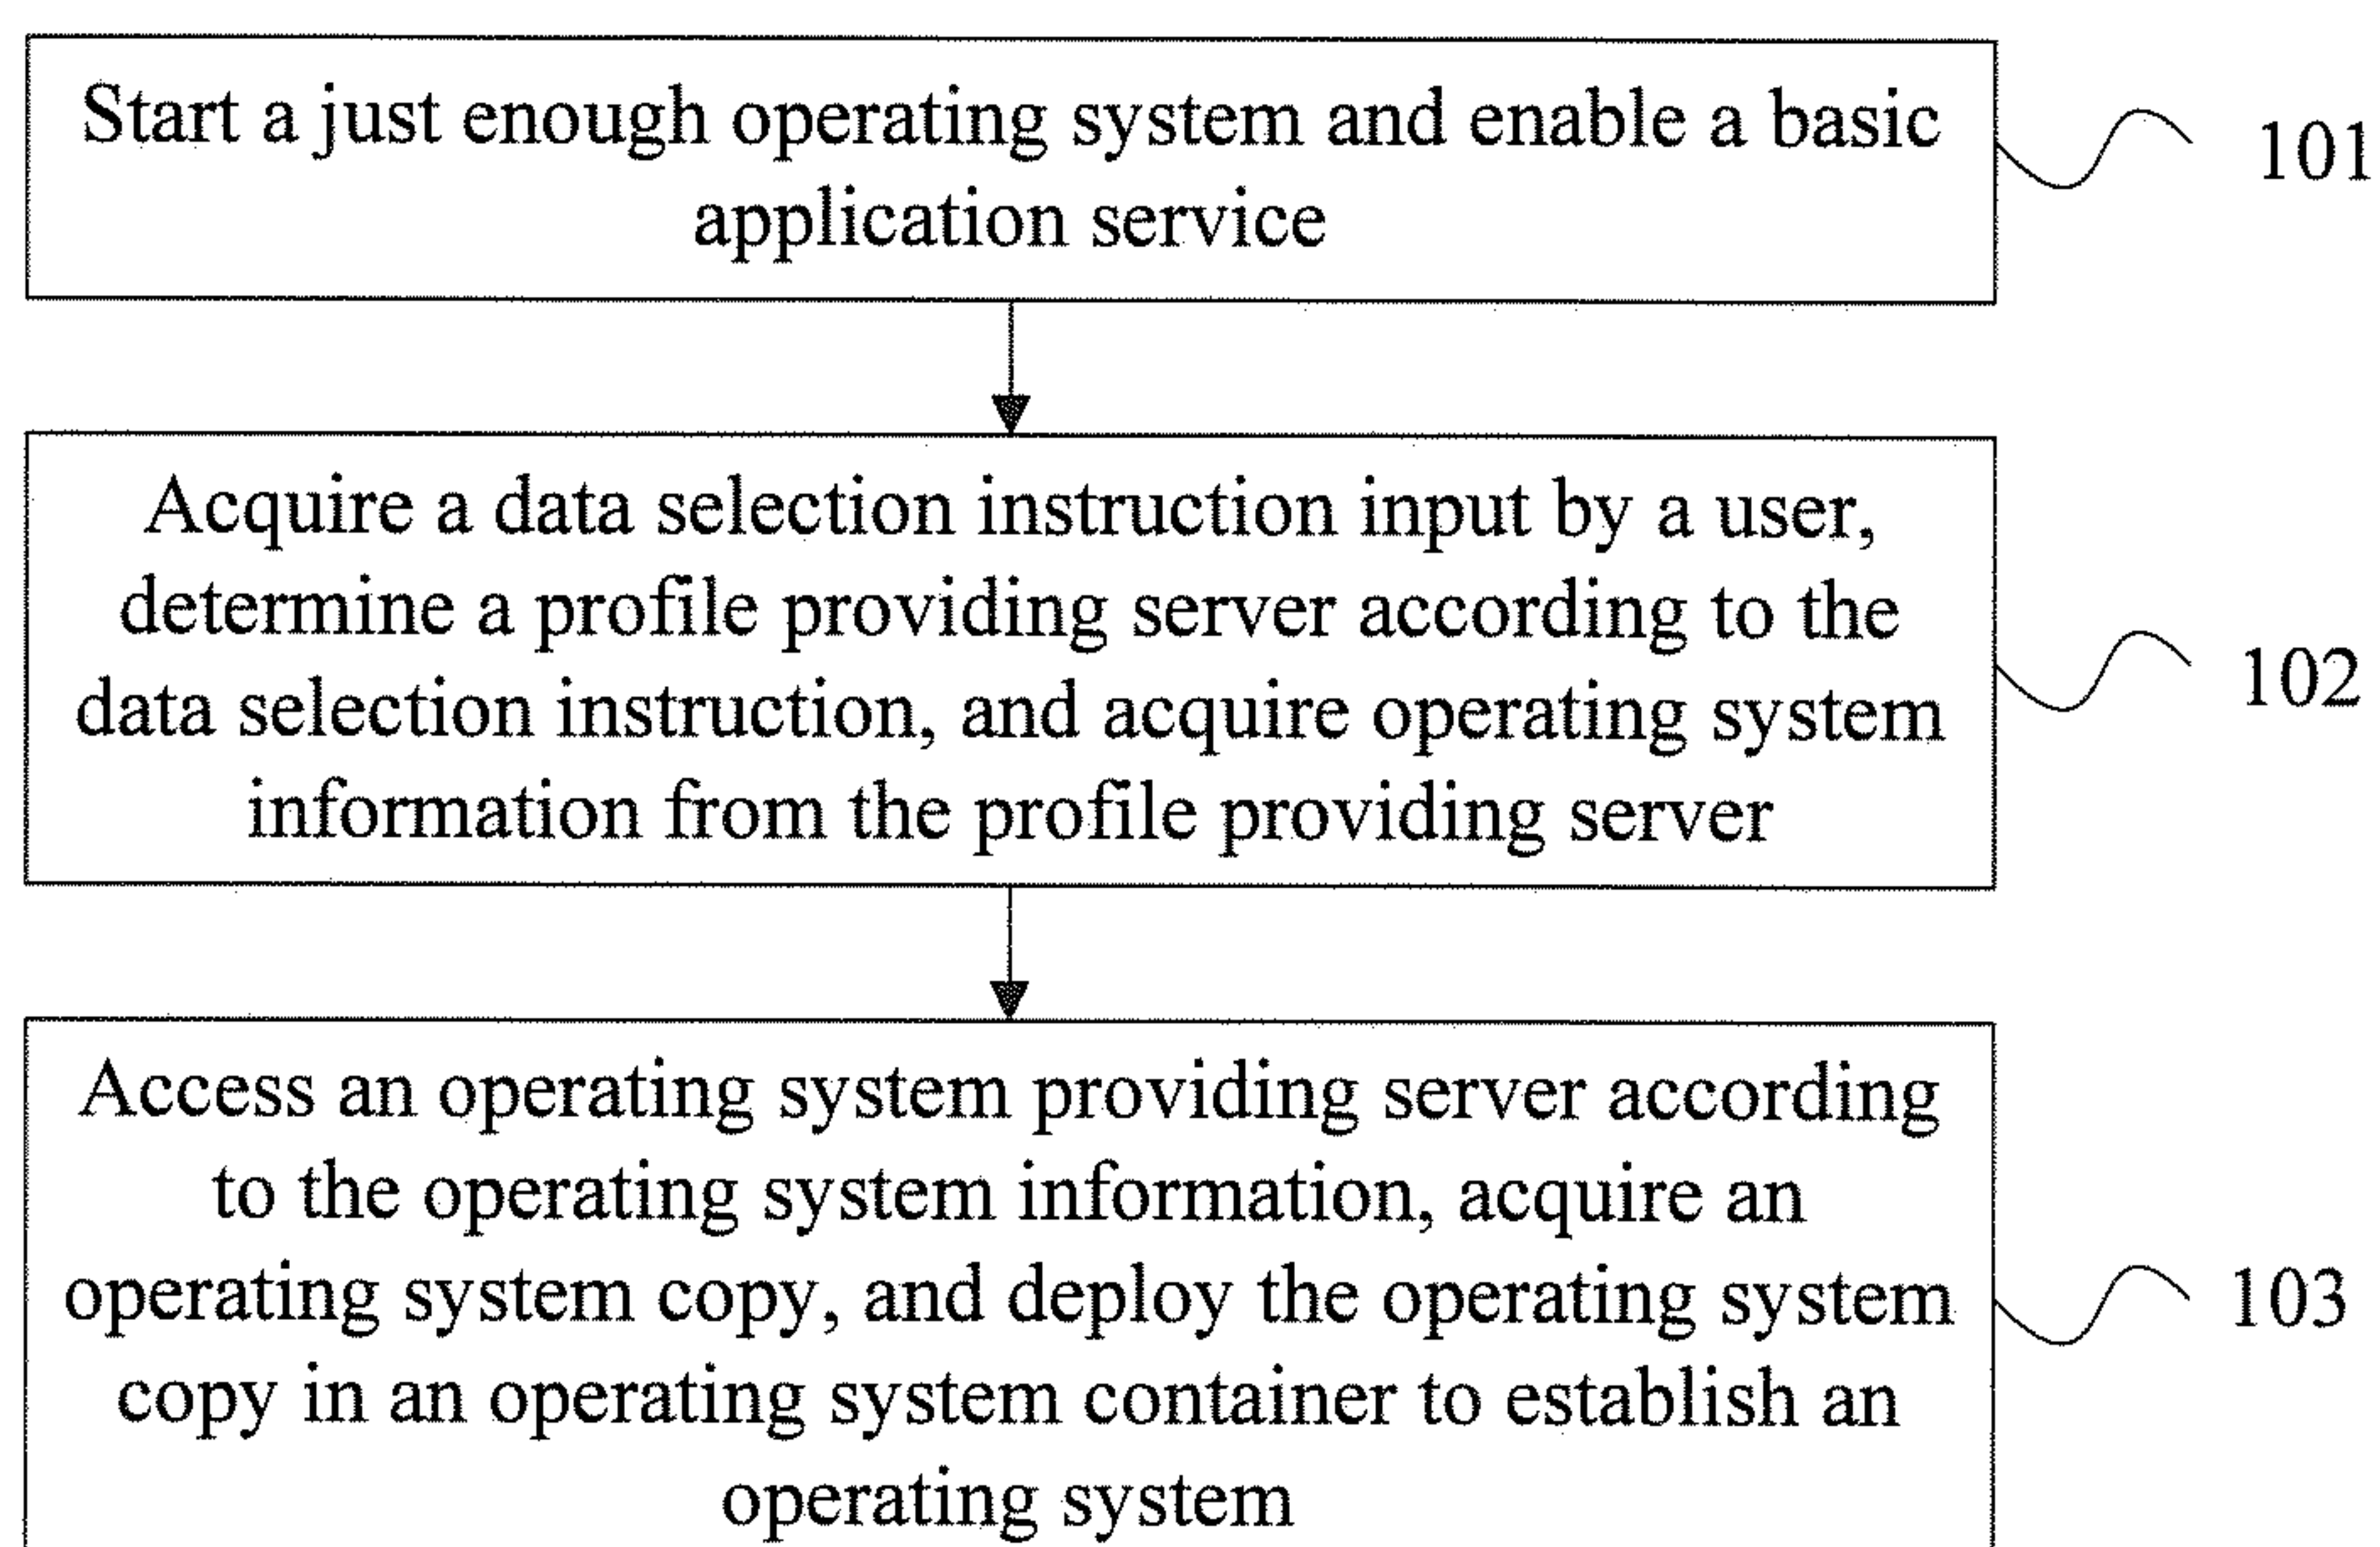 Start a just enough operating system and enable a basic
application service
101
Acquire a data selection instruction input by a user,
determine a profile providing server according to the
data selection instruction, and acquire operating system
information from the profile providing server
102
Access an operating system providing server according
to the operating system information, acquire an
operating system copy, and deploy the operating system
copy in an operating system container to establish an
operating system
103